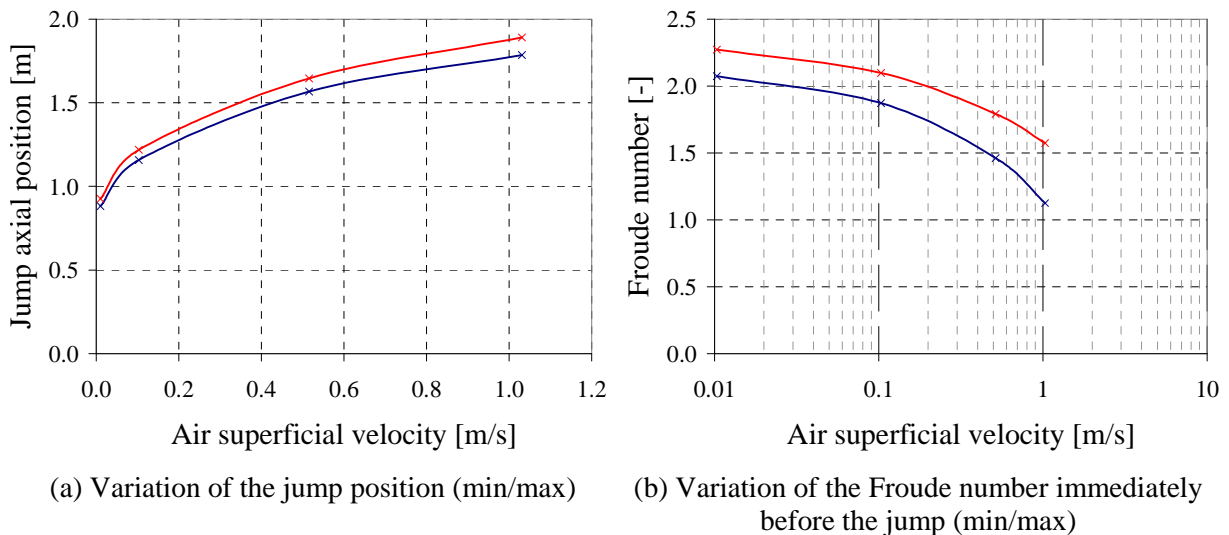 Jump axial position [m]
2.0
1.5
1.0
0.5
0.0
0.0 0.2 0.4 0.6 0.8 1.0 1.2
Air superficial velocity [m/s]
(a) Variation of the jump position (min/max)
Froude number [-]
2.5
2.0
1.5
1.0
0.5
0.0
0.01 0.1 1 10
Air superficial velocity [m/s]
(b) Variation of the Froude number immediately
before the jump (min/max)